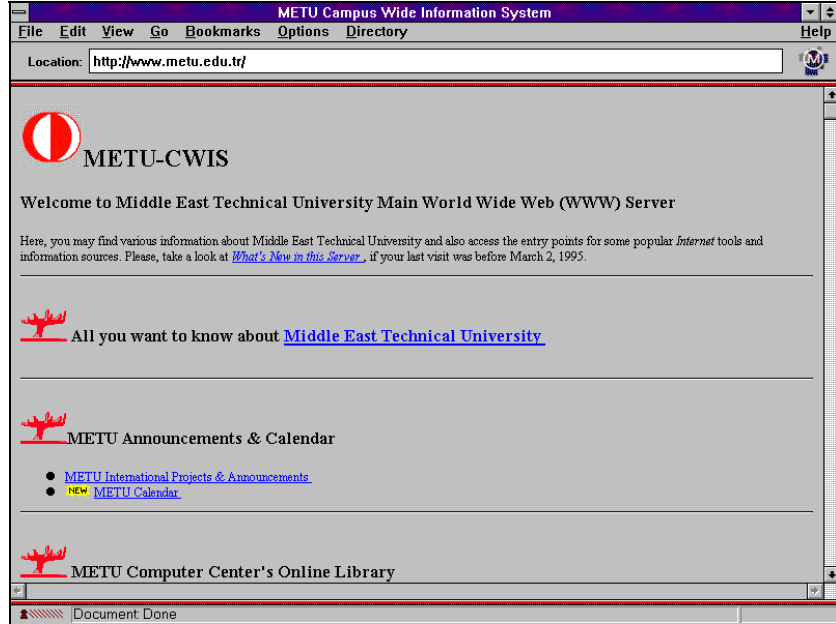 METU Campus Wide Information System
File Edit View Go Bookmarks Options Directory Help
Location: http://www.metu.edu.tr/
METU-CWIS
Welcome to Middle East Technical University Main World Wide Web (WWW) Server
Here, you may find various information about Middle East Technical University and also access the entry points for some popular Internet tools and
information sources. Please, take a look at What's New in this Server , if your last visit was before March 2, 1995.
All you want to know about Middle East Technical University
METU Announcements & Calendar
METU International Projects & Announcements
NEW METU Calendar
METU Computer Center's Online Library
Document: Done